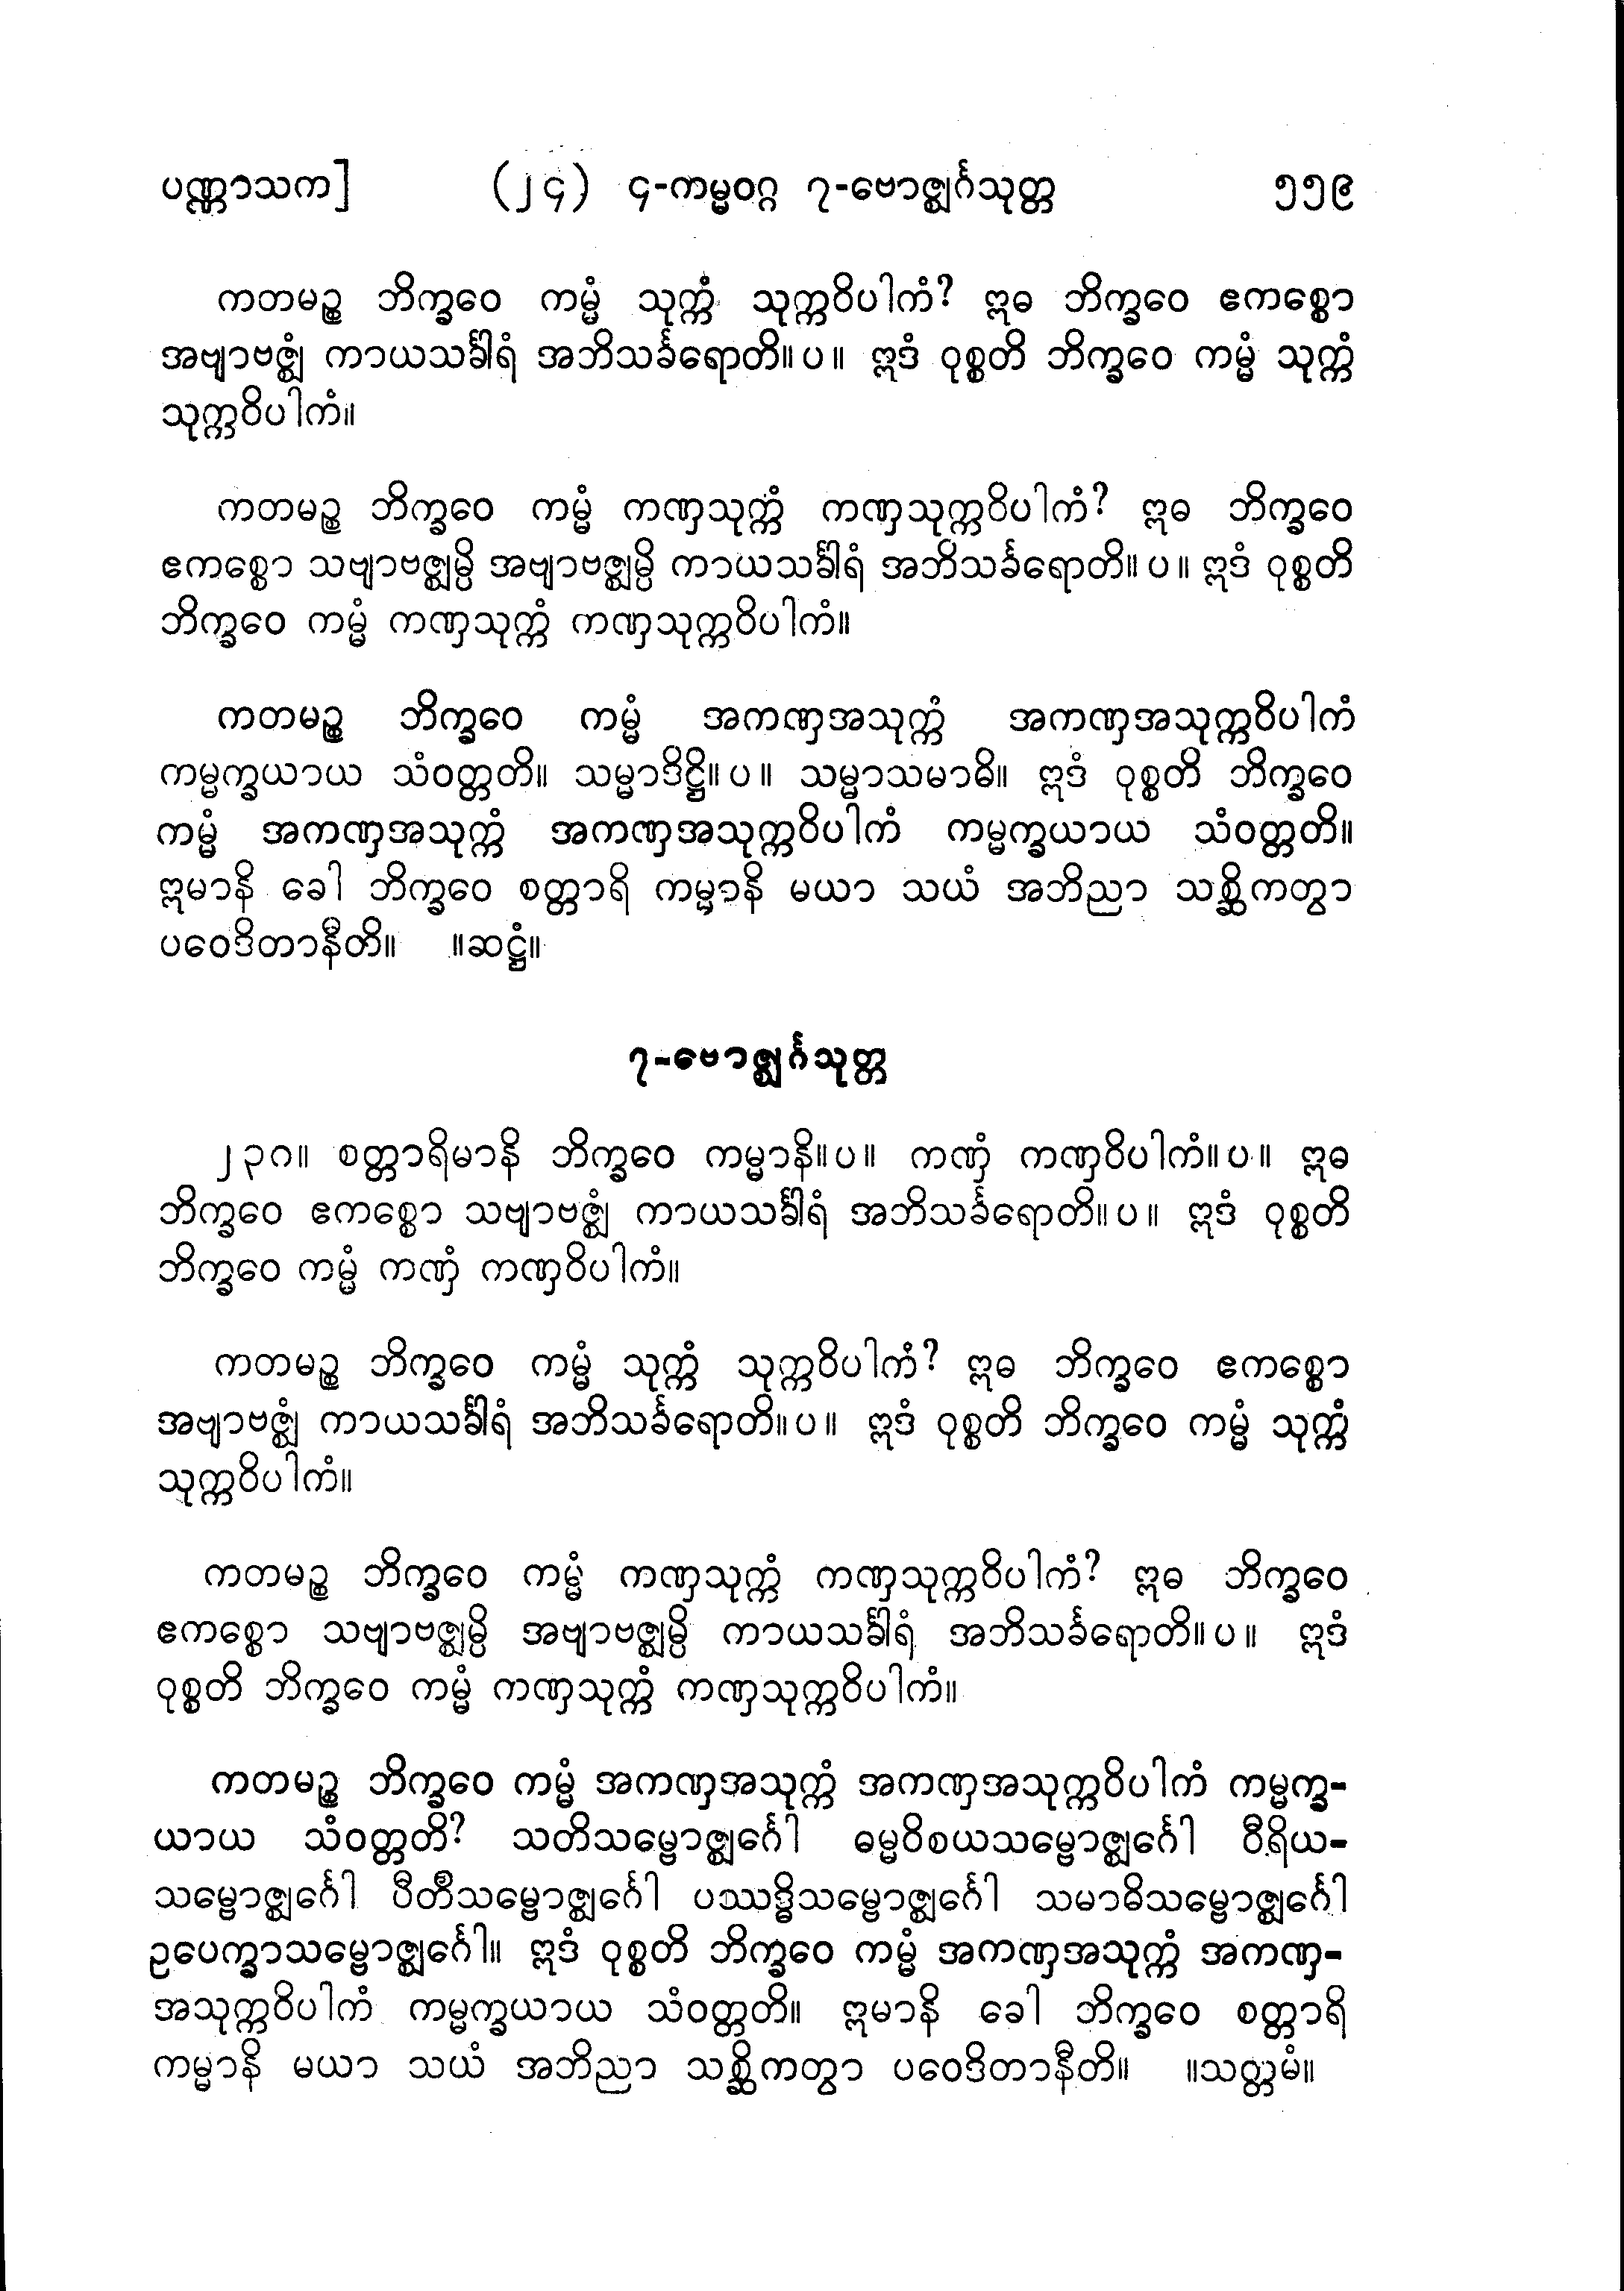 ပဏ္ဏာသက] (၂၄) ၄-ကမ္မဝဂ္ဂ ၇-ဗောဇ္ဈင်္ဂသုတ္တ ၅၅၉
ကတမဉ္စ ဘိက္ခဝေ ကမ္မံ သုက္ကံ သုက္ကဝိပါကံ? ဣဓ ဘိက္ခဝေ ဧကစ္စော
အဗျာဗဇ္ဈံ ကာယသင်္ခါရံ အဘိသင်္ခရောတိ။ ပ ။ ဣဒံ ဝုစ္စတိ ဘိက္ခဝေ ကမ္မံ သုက္ကံ
သုက္ကဝိပါကံ။
ကတမဉ္စ ဘိက္ခဝေ ကမ္မံ ကဏှသုက္ကံ ကဏှသုက္ကဝိပါကံ? ဣဓ ဘိက္ခဝေ
ဧကစ္စော သဗျာဗဇ္ဈမ္ပိ အဗျာဗဇ္ဈမ္ပိ ကာယသင်္ခါရံ အဘိသင်္ခရောတိ။ ပ ။ ဣဒံ ဝုစ္စတိ
ဘိက္ခဝေ ကမ္မံ ကဏှသုက္ကံ ကဏှသုက္ကဝိပါကံ။
ကတမဉ္စ ဘိက္ခဝေ ကမ္မံ အကဏှအသုက္ကံ အကဏှအသုက္ကဝိပါကံ
ကမ္မက္ခယာယ သံဝတ္တတိ။ သမ္မာဒိဋ္ဌိ။ ပ ။ သမ္မာသမာဓိ။ ဣဒံ ဝုစ္စတိ ဘိက္ခဝေ
ကမ္မံ အကဏှအသုက္ကံ အကဏှအသုက္ကဝိပါကံ ကမ္မက္ခယာယ သံဝတ္တတိ။
ဣမာနိ ခေါ ဘိက္ခဝေ စတ္တာရိ ကမ္မာနိ မယာ သယံ အဘိညာ သစ္ဆိကတွာ
ပဝေဒိတာနီတိ။ ။ဆဋ္ဌံ။
၇-ဗောဇ္ဈင်္ဂသုတ္တ
၂၃၈။ စတ္တာရိမာနိ ဘိက္ခဝေ ကမ္မာနိ။ ပ ။ ကဏှံ ကဏှဝိပါကံ။ ပ ။ ဣဓ
ဘိက္ခဝေ ဧကစ္စော သဗျာဗဇ္ဈံ ကာယသင်္ခါရံ အဘိသင်္ခရောတိ။ ပ ။ ဣဒံ ဝုစ္စတိ
ဘိက္ခဝေ ကမ္မံ ကဏှံ ကဏှဝိပါကံ။
ကတမဉ္စ ဘိက္ခဝေ ကမ္မံ သုက္ကံ သုက္ကဝိပါကံ? ဣဓ ဘိက္ခဝေ ဧကစ္စော
အဗျာဗဇ္ဈံ ကာယသင်္ခါရံ အဘိသင်္ခရောတိ။ ပ ။ ဣဒံ ဝုစ္စတိ ဘိက္ခဝေ ကမ္မံ သုက္ကံ
သုက္ကဝိပါကံ။
ကတမဉ္စ ဘိက္ခဝေ ကမ္မံ ကဏှသုက္ကံ ကဏှသုက္ကဝိပါကံ? ဣဓ ဘိက္ခဝေ
ဧကစ္စော သဗျာဗဇ္ဈမ္ပိ အဗျာဗဇ္ဈမ္ပိ ကာယသင်္ခါရံ အဘိသင်္ခရောတိ။ ပ ။ ဣဒံ
ဝုစ္စတိ ဘိက္ခဝေ ကမ္မံ ကဏှသုက္ကံ ကဏှသုက္ကဝိပါကံ။
ကတမဉ္စ ဘိက္ခဝေ ကမ္မံ အကဏှအသုက္ကံ အကဏှအသုက္ကဝိပါကံ ကမ္မက္ခ-
ယာယ သံဝတ္တတိ? သတိသမ္ဗောဇ္ဈင်္ဂေါ ဓမ္မဝိစယသမ္ဗောဇ္ဈင်္ဂေါ ဝီရိယ-
သမ္ဗောဇ္ဈင်္ဂေါ ပီတိသမ္ဗောဇ္ဈင်္ဂေါ ပဿဒ္ဓိသမ္ဗောဇ္ဈင်္ဂေါ သမာဓိသမ္ဗောဇ္ဈင်္ဂေါ
ဥပေက္ခာသမ္ဗောဇ္ဈင်္ဂေါ။ ဣဒံ ဝုစ္စတိ ဘိက္ခဝေ ကမ္မံ အကဏှအသုက္ကံ အကဏှ-
အသုက္ကဝိပါကံ ကမ္မက္ခယာယ သံဝတ္တတိ။ ဣမာနိ ခေါ ဘိက္ခဝေ စတ္တာရိ
ကမ္မာနိ မယာ သယံ အဘိညာ သစ္ဆိကတွာ ပဝေဒိတာနီတိ။ ။သတ္တမံ။